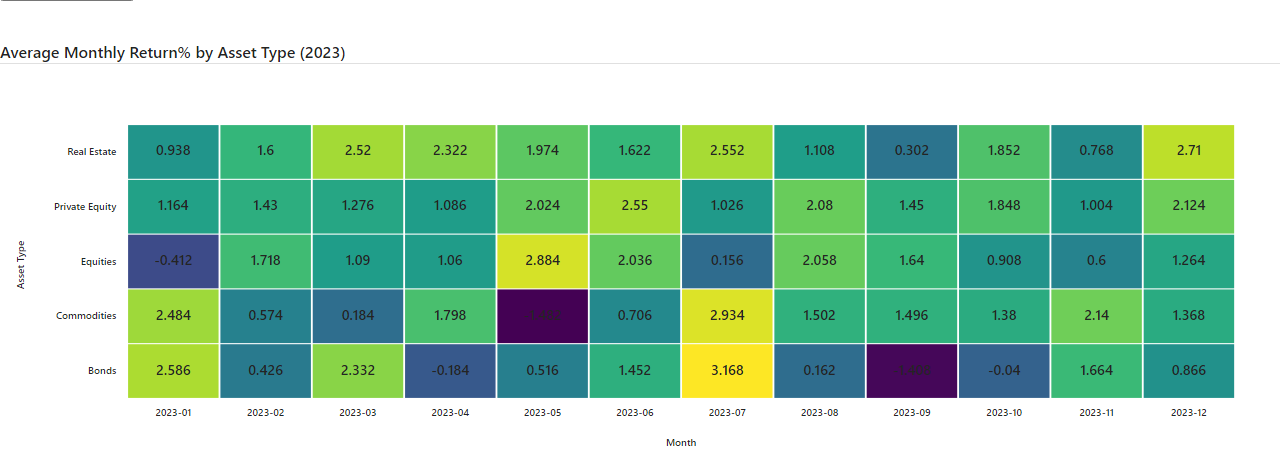 Average Monthly Return% by Asset Type (2023)
Asset Type
Real Estate 0.938 1.6 2.52 2.322 1.974 1.622 2.552 1.108 0.302 1.852 0.768 2.71
Private Equity 1.164 1.43 1.276 1.086 2.024 2.55 1.026 2.08 1.45 1.848 1.004 2.124
Equities -0.412 1.718 1.09 1.06 2.884 2.036 0.156 2.058 1.64 0.908 0.6 1.264
Commodities 2.484 0.574 0.184 1.798 0.706 2.934 1.502 1.496 1.38 2.14 1.368
Bonds 2.586 0.426 2.332 -0.184 0.516 1.452 3.168 0.162 -0.04 1.664 0.866
2023-01 2023-02 2023-03 2023-04 2023-05 2023-06 2023-07 2023-08 2023-09 2023-10 2023-11 2023-12
Month